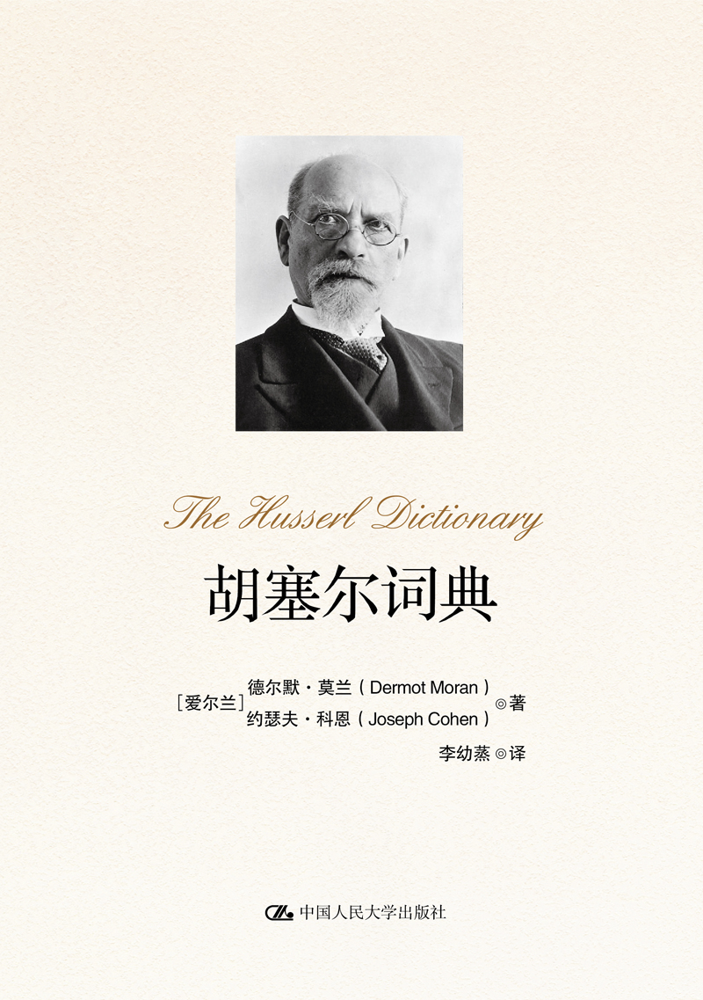 The Husserl Dictionary
胡塞尔词典
[爱尔兰] 德尔默·莫兰(Dermot Moran)
约瑟夫·科恩(Joseph Cohen) ◎著
李幼蒸◎译
中国人民大学出版社